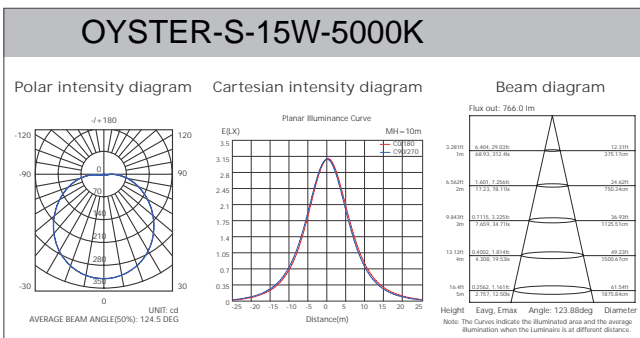 OYSTER-S-15W-5000K
Polar intensity diagram
-/+180
-120
120
-90
90
0
70
140
210
280
350
-30
30
0
UNIT: cd
AVERAGE BEAM ANGLE(50%): 124.5 DEG
Cartesian intensity diagram
Planar Illuminance Curve
E(LX)
MH=10m
C0/180
C90/270
3.5
3.15
2.8
2.45
2.1
1.75
1.4
1.05
0.7
0.35
0
-25 -20 -15 -10 -5 0 5 10 15 20 25
Distance(m)
Beam diagram
Flux out: 766.0 lm
3.281ft 6.404, 29.03fc 12.31ft
1m 68.93, 312.4lx 375.17cm
6.562ft 1.601, 7.256fc 24.62ft
2m 17.23, 78.11lx 750.34cm
9.843ft 0.7115, 3.225fc 36.93ft
3m 7.659, 34.71lx 1125.51cm
13.12ft 0.4002, 1.814fc 49.23ft
4m 4.308, 19.53lx 1500.67cm
16.4ft 0.2562, 1.161fc 61.54ft
5m 2.757, 12.50lx 1875.84cm
Height Eavg, Emax Angle: 123.88deg Diameter
Note: The Curves indicate the illuminated area and the average
illumination when the Luminaire is at different distance.